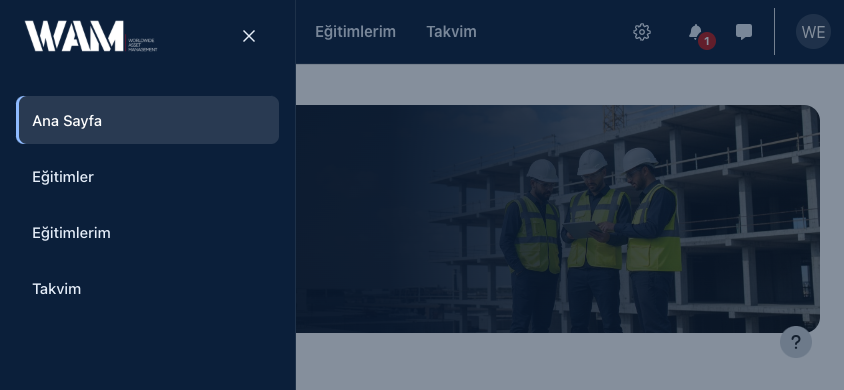 WAM
WORLDWIDE
ASSET
MANAGEMENT
Eğitimlerim
Takvim
1
WE
Ana Sayfa
Eğitimler
Eğitimlerim
Takvim
?